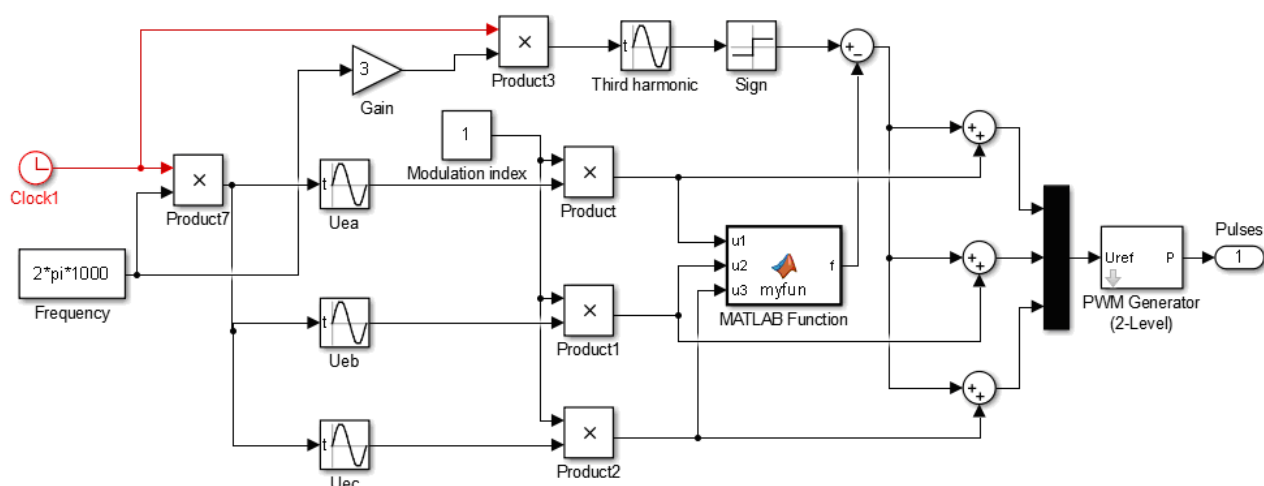 ×
Product3
t
Third harmonic
Sign
+
−
3
Gain
1
Modulation index
+
+
Clock1
×
Product7
t
Uea
×
Product
2*pi*1000
Frequency
u1
u2
u3
f
myfun
MATLAB Function
+
+
Uref
P
PWM Generator
(2-Level)
Pulses
1
t
Ueb
×
Product1
+
+
t
Uec
×
Product2